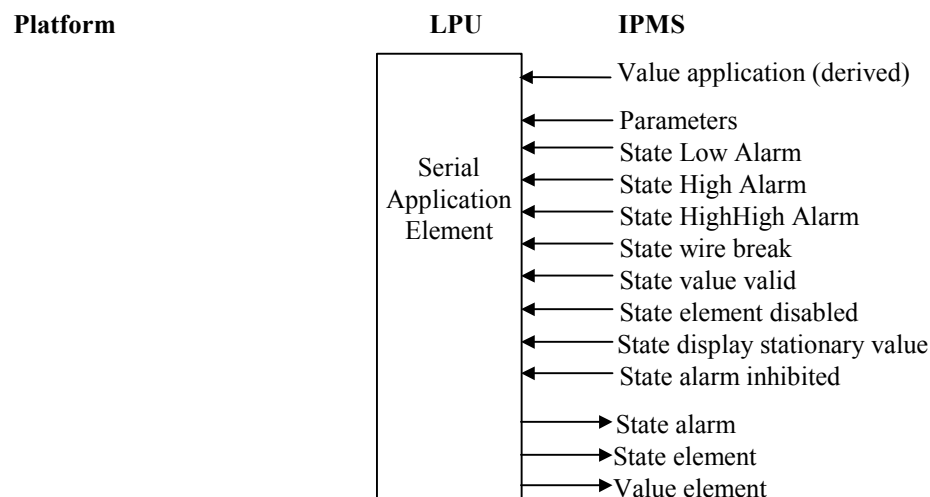 Platform LPU IPMS
Value application (derived)
Parameters
State Low Alarm
Serial
Application
Element
State High Alarm
State HighHigh Alarm
State wire break
State value valid
State element disabled
State display stationary value
State alarm inhibited
State alarm
State element
Value element